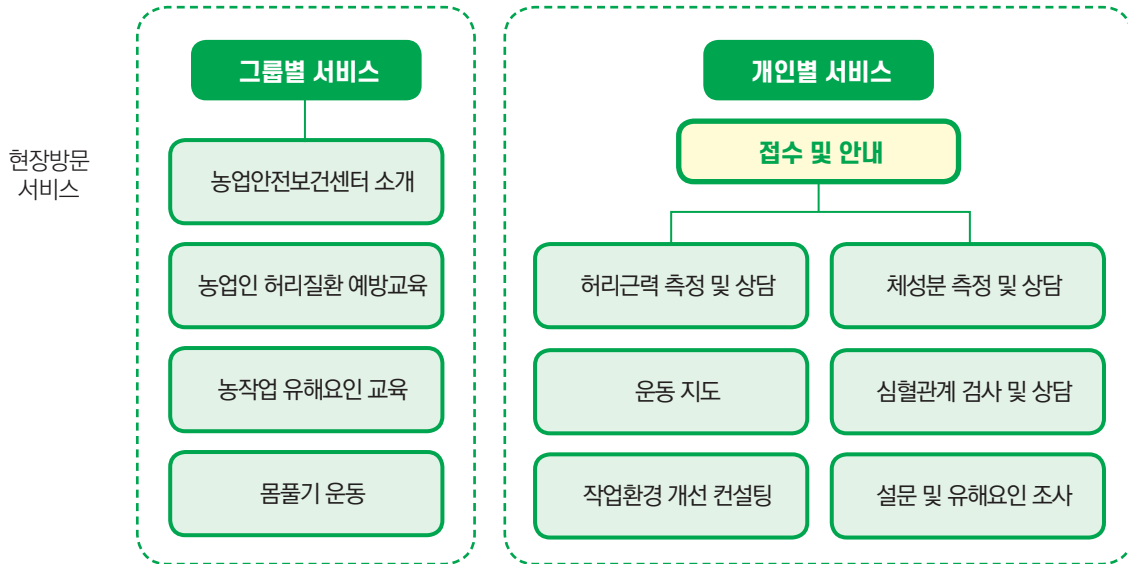 현장방문
서비스
그룹별 서비스
농업안전보건센터 소개
농업인 허리질환 예방교육
농작업 유해요인 교육
몸풀기 운동
개인별 서비스
접수 및 안내
허리근력 측정 및 상담
체성분 측정 및 상담
운동 지도
심혈관계 검사 및 상담
작업환경 개선 컨설팅
설문 및 유해요인 조사